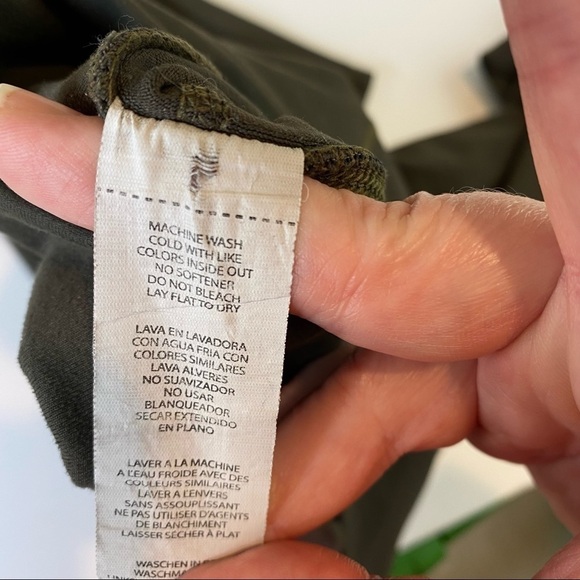 MACHINE WASH
COLD WITH LIKE
COLORS INSIDE OUT
NO SOFTENER
DO NOT BLEACH
LAY FLAT TO DRY
LAVA EN LAVADORA
CON AGUA FRIA CON
COLORES SIMILARES
LAVA ALVERES
NO SUAVIZADOR
NO USAR
BLANQUEADOR
SECAR EXTENDIDO
EN PLANO
LAVER A LA MACHINE
A L'EAU FROIDE AVEC DES
COULEURS SIMILAIRES
LAVER A L'ENVERS
SANS ASSOUPLISSANT
NE PAS UTILISER D'AGENTS
DE BLANCHIMENT
LAISSER SÉCHER À PLAT
WASCHEN IN